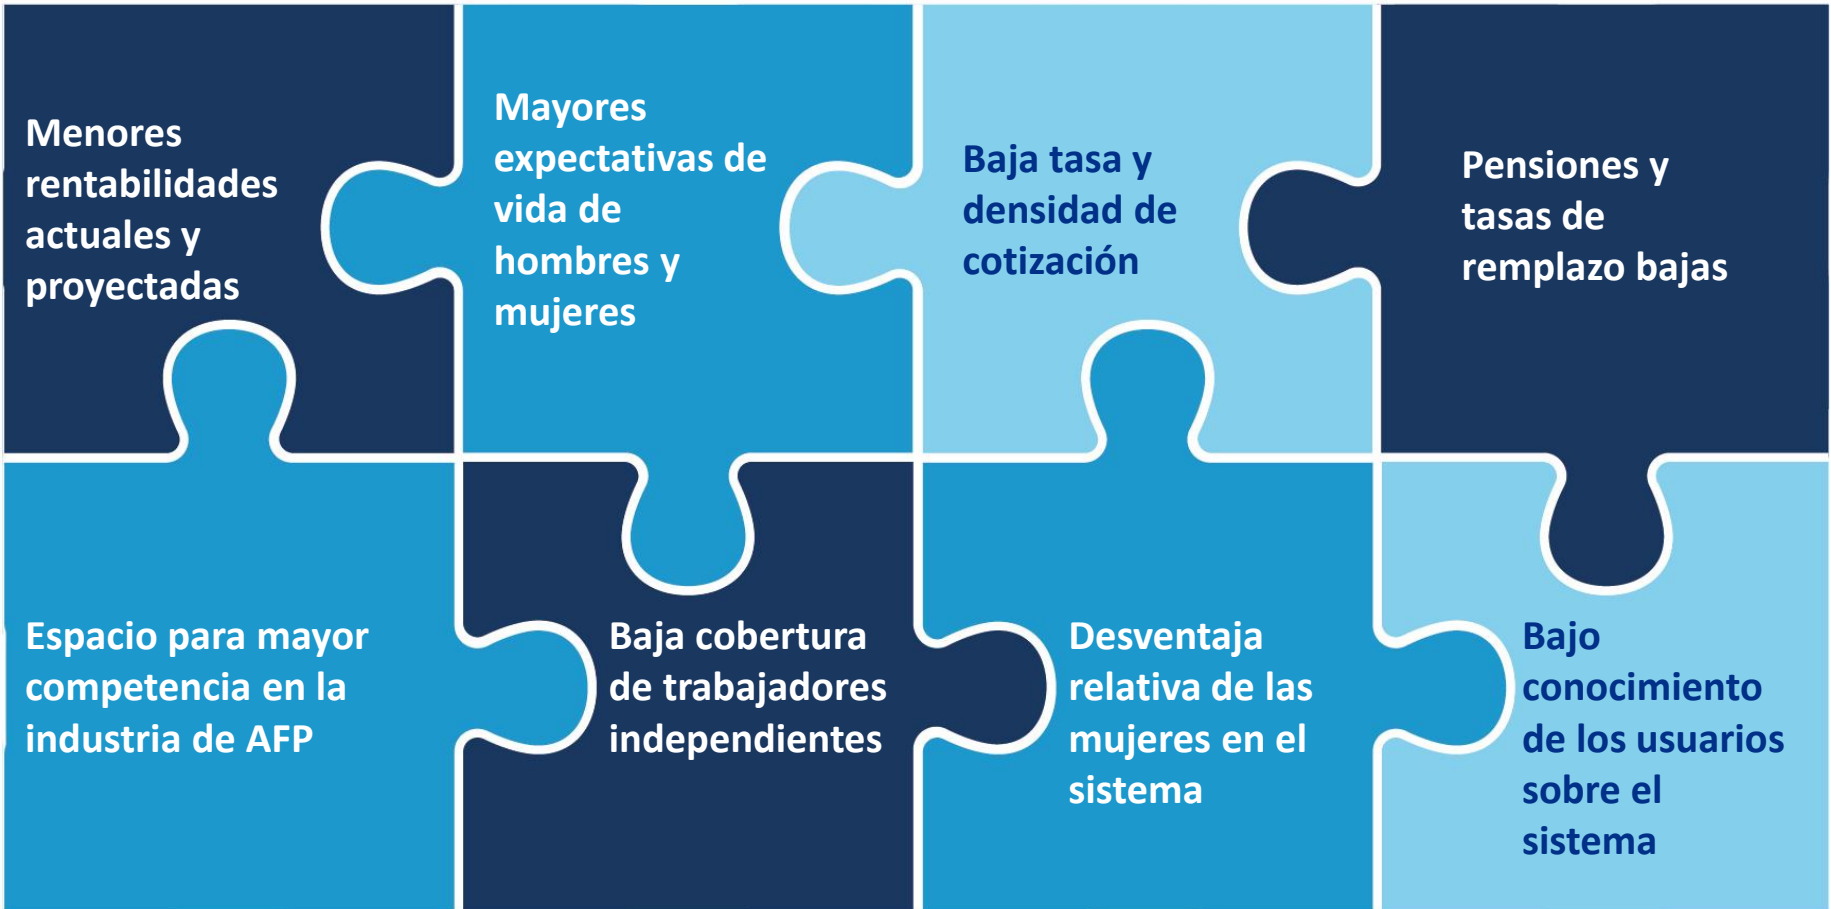 Menores
rentabilidades
actuales y
proyectadas
Mayores
expectativas de
vida de
hombres y
mujeres
Baja tasa y
densidad de
cotización
Pensiones y
tasas de
remplazo bajas
Espacio para mayor
competencia en la
industria de AFP
Baja cobertura
de trabajadores
independientes
Desventaja
relativa de las
mujeres en el
sistema
Bajo
conocimiento
de los usuarios
sobre el
sistema